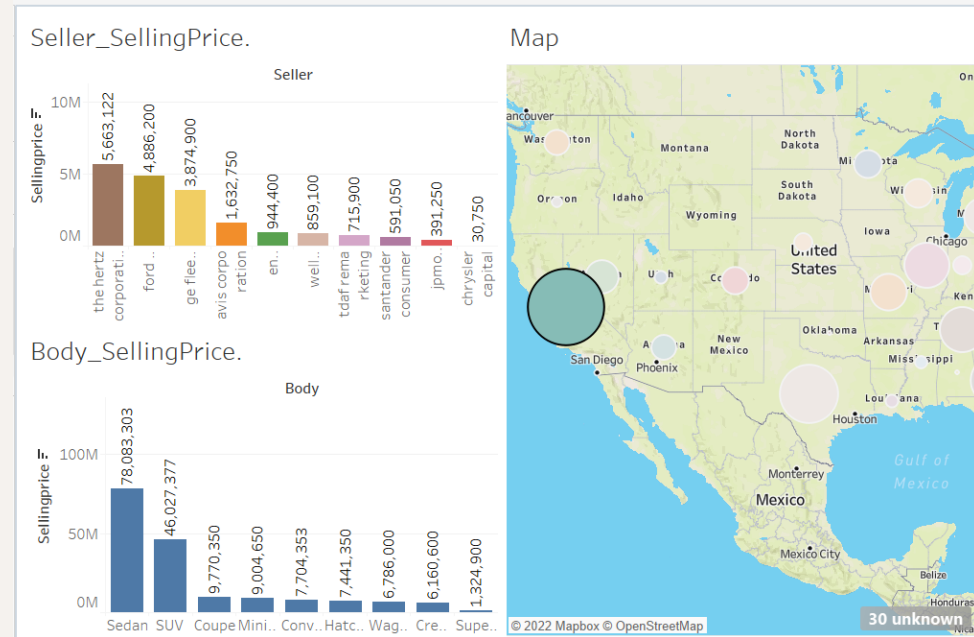 Seller_SellingPrice.
Seller
Sellingprice
10M
5M
0M
5,663,122
4,886,200
3,874,900
1,632,750
944,400
859,100
715,900
591,050
391,250
30,750
the hertz
corporati..
ford ..
ge flee..
avis corpo
ration
en..
well..
tdaf rema
rketing
santander
consumer
jpmo..
chrysler
capital
Body_SellingPrice.
Body
Sellingprice
100M
50M
0M
78,083,303
46,027,377
9,770,350
9,004,650
7,704,353
7,441,350
6,786,000
6,160,600
1,324,900
Sedan
SUV
Coupe
Mini..
Conv..
Hatc..
Wag..
Cre..
Supe..
Map
On
ancouver
Montana
North
Dakota
South
Dakota
Idaho
Wyoming
Iowa
Chicago
United
States
Ken
Oklahoma
Arkansas
New
Mexico
San Diego
Phoenix
Houston
Gulf of
Mexico
Monterrey
Mexico
Mexico City
Belize
Honduras
© 2022 Mapbox © OpenStreetMap
30 unknown